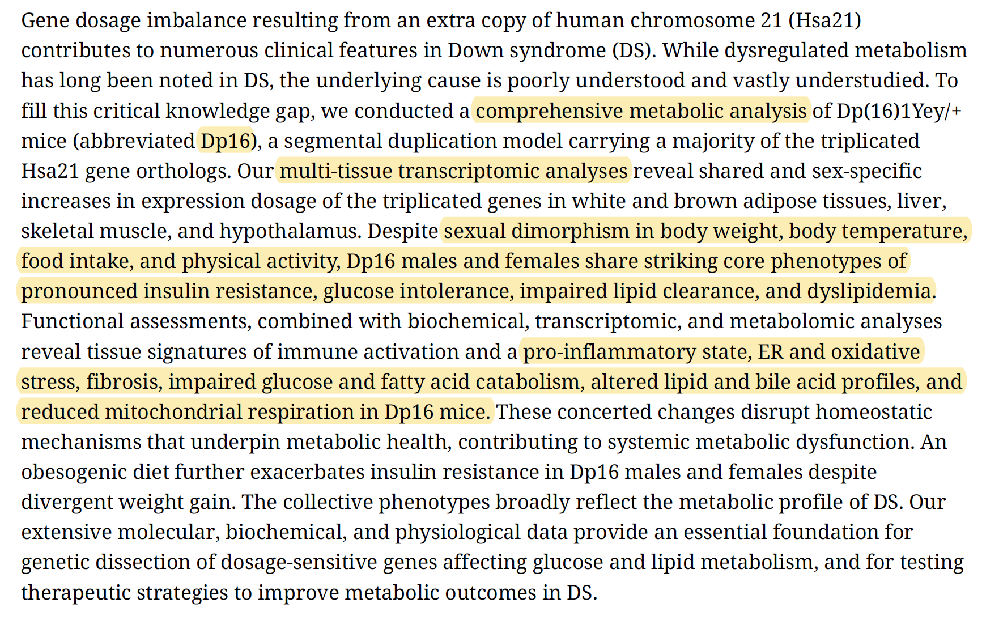 Gene dosage imbalance resulting from an extra copy of human chromosome 21 (Hsa21)
contributes to numerous clinical features in Down syndrome (DS). While dysregulated metabolism
has long been noted in DS, the underlying cause is poorly understood and vastly understudied. To
fill this critical knowledge gap, we conducted a comprehensive metabolic analysis of Dp(16)1Yey/+
mice (abbreviated Dp16), a segmental duplication model carrying a majority of the triplicated
Hsa21 gene orthologs. Our multi-tissue transcriptomic analyses reveal shared and sex-specific
increases in expression dosage of the triplicated genes in white and brown adipose tissues, liver,
skeletal muscle, and hypothalamus. Despite sexual dimorphism in body weight, body temperature,
food intake, and physical activity, Dp16 males and females share striking core phenotypes of
pronounced insulin resistance, glucose intolerance, impaired lipid clearance, and dyslipidemia.
Functional assessments, combined with biochemical, transcriptomic, and metabolomic analyses
reveal tissue signatures of immune activation and a pro-inflammatory state, ER and oxidative
stress, fibrosis, impaired glucose and fatty acid catabolism, altered lipid and bile acid profiles, and
reduced mitochondrial respiration in Dp16 mice. These concerted changes disrupt homeostatic
mechanisms that underpin metabolic health, contributing to systemic metabolic dysfunction. An
obesogenic diet further exacerbates insulin resistance in Dp16 males and females despite
divergent weight gain. The collective phenotypes broadly reflect the metabolic profile of DS. Our
extensive molecular, biochemical, and physiological data provide an essential foundation for
genetic dissection of dosage-sensitive genes affecting glucose and lipid metabolism, and for testing
therapeutic strategies to improve metabolic outcomes in DS.